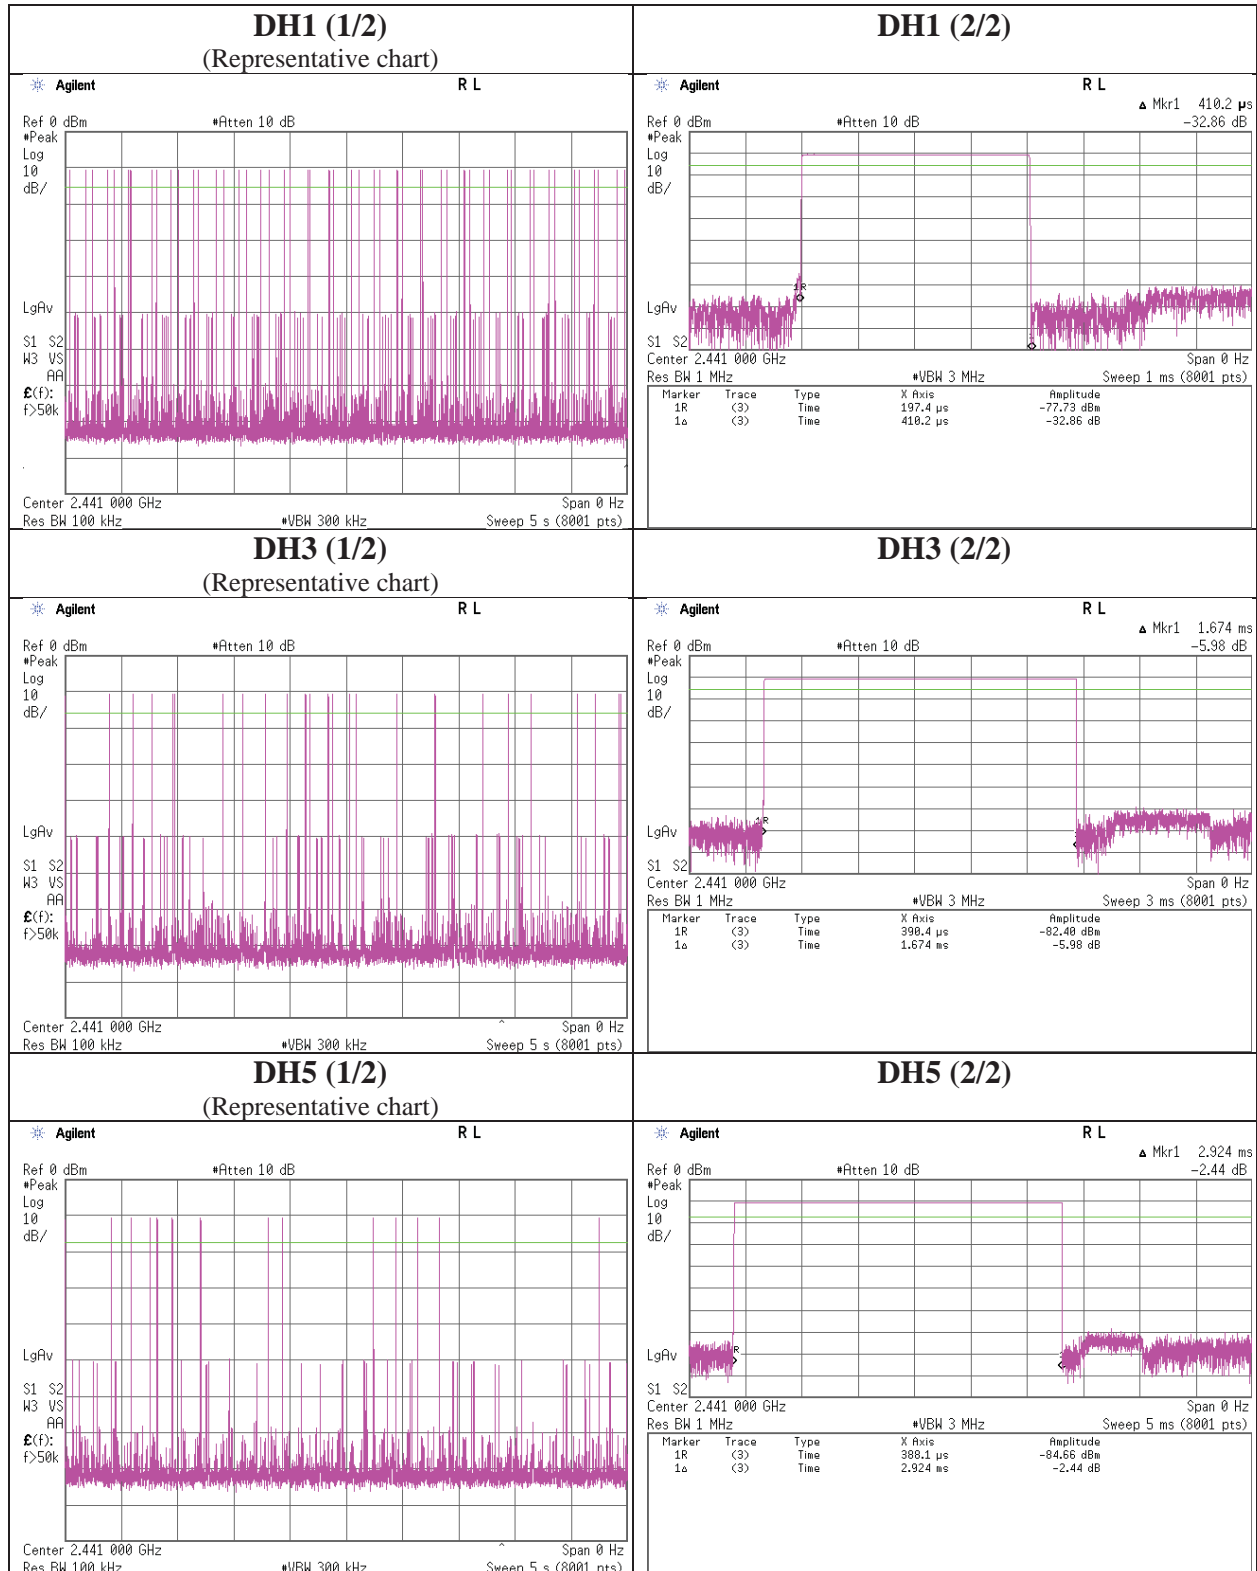 DH1 (1/2)
(Representative chart)
DH1 (2/2)
Agilent R L
Ref 0 dBm #Atten 10 dB
#Peak
Log
10
dB/
LgAv
S1 S2
W3 VS
AA
£(f):
f>50k
Center 2.441 000 GHz Span 0 Hz
Res BW 100 kHz #VBW 300 kHz Sweep 5 s (8001 pts)
Agilent R L
Δ Mkr1 410.2 µs
Ref 0 dBm #Atten 10 dB -32.86 dB
#Peak
Log
10
dB/
1R
LgAv
S1 S2
Center 2.441 000 GHz Span 0 Hz
Res BW 1 MHz #VBW 3 MHz Sweep 1 ms (8001 pts)
Marker Trace Type X Axis Amplitude
1R (3) Time 197.4 µs -77.73 dBm
1Δ (3) Time 410.2 µs -32.86 dB
DH3 (1/2)
(Representative chart)
DH3 (2/2)
Agilent R L
Ref 0 dBm #Atten 10 dB
#Peak
Log
10
dB/
LgAv
S1 S2
W3 VS
AA
£(f):
f>50k
Center 2.441 000 GHz Span 0 Hz
Res BW 100 kHz #VBW 300 kHz Sweep 5 s (8001 pts)
Agilent R L
Δ Mkr1 1.674 ms
Ref 0 dBm #Atten 10 dB -5.98 dB
#Peak
Log
10
dB/
1R
LgAv
S1 S2
Center 2.441 000 GHz Span 0 Hz
Res BW 1 MHz #VBW 3 MHz Sweep 3 ms (8001 pts)
Marker Trace Type X Axis Amplitude
1R (3) Time 390.4 µs -82.40 dBm
1Δ (3) Time 1.674 ms -5.98 dB
DH5 (1/2)
(Representative chart)
DH5 (2/2)
Agilent R L
Ref 0 dBm #Atten 10 dB
#Peak
Log
10
dB/
LgAv
S1 S2
W3 VS
AA
£(f):
f>50k
Center 2.441 000 GHz Span 0 Hz
Res BW 100 kHz #VBW 300 kHz Sweep 5 s (8001 pts)
Agilent R L
Δ Mkr1 2.924 ms
Ref 0 dBm #Atten 10 dB -2.44 dB
#Peak
Log
10
dB/
R
LgAv
S1 S2
Center 2.441 000 GHz Span 0 Hz
Res BW 1 MHz #VBW 3 MHz Sweep 5 ms (8001 pts)
Marker Trace Type X Axis Amplitude
1R (3) Time 388.1 µs -84.66 dBm
1Δ (3) Time 2.924 ms -2.44 dB